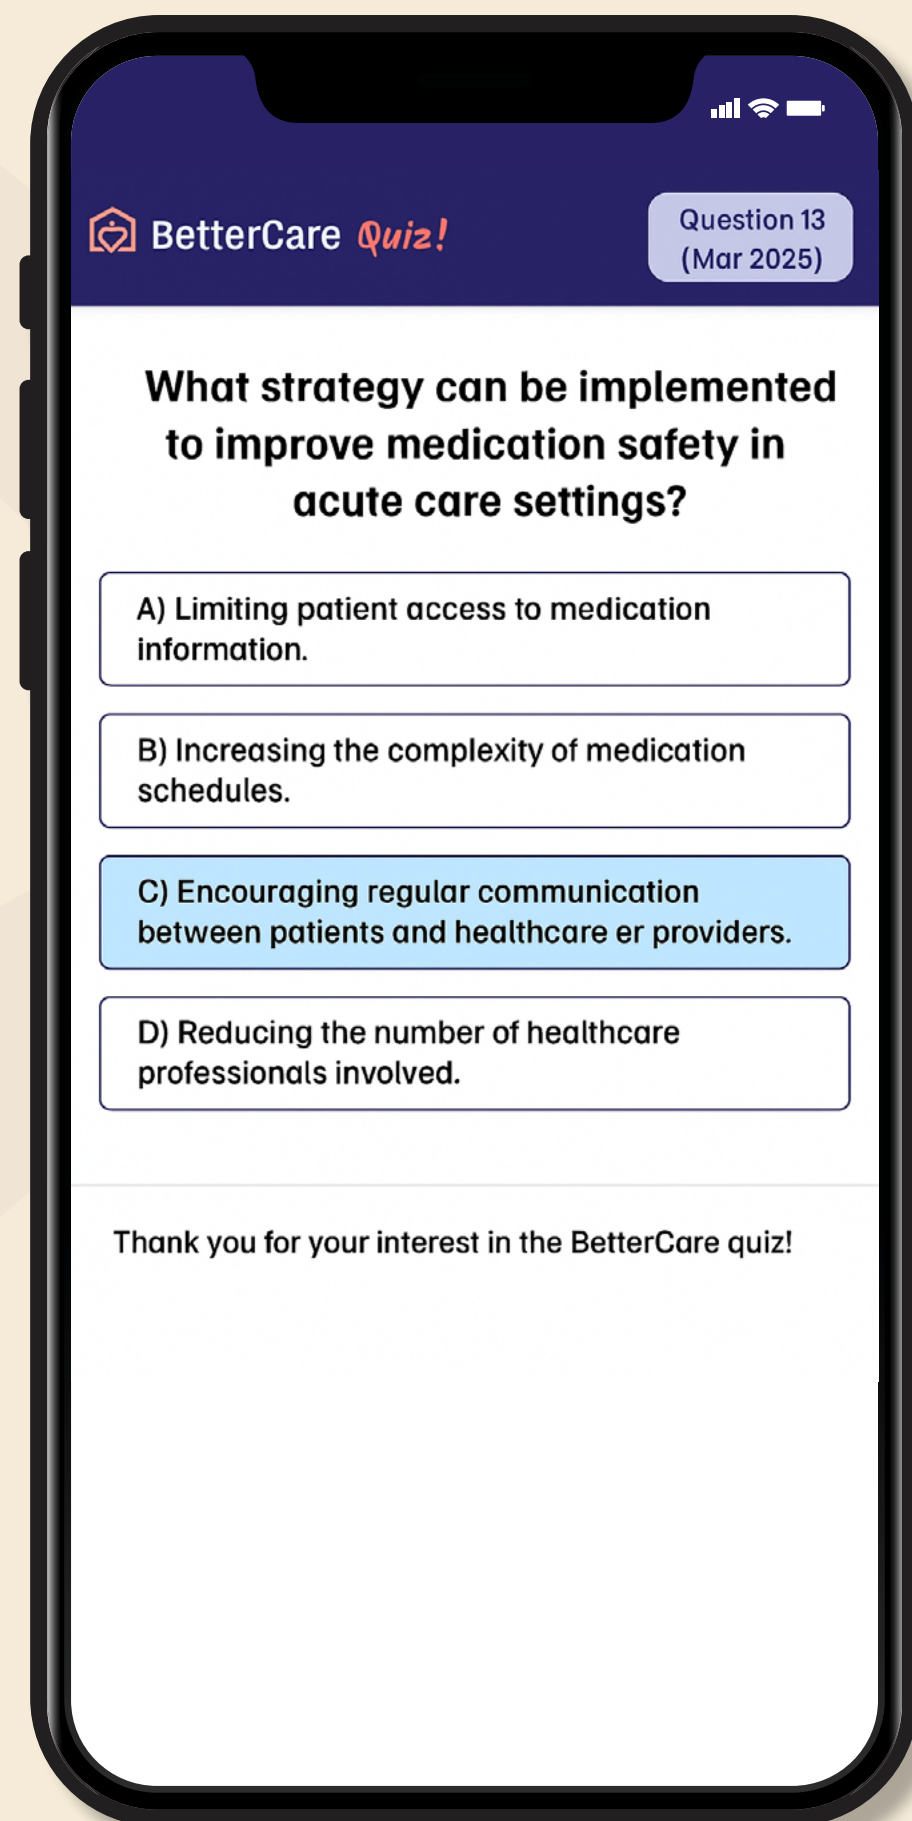 BetterCare Quiz!
Question 13
(Mar 2025)
What strategy can be implemented
to improve medication safety in
acute care settings?
A) Limiting patient access to medication
information.
B) Increasing the complexity of medication
schedules.
C) Encouraging regular communication
between patients and healthcare er providers.
D) Reducing the number of healthcare
professionals involved.
Thank you for your interest in the BetterCare quiz!